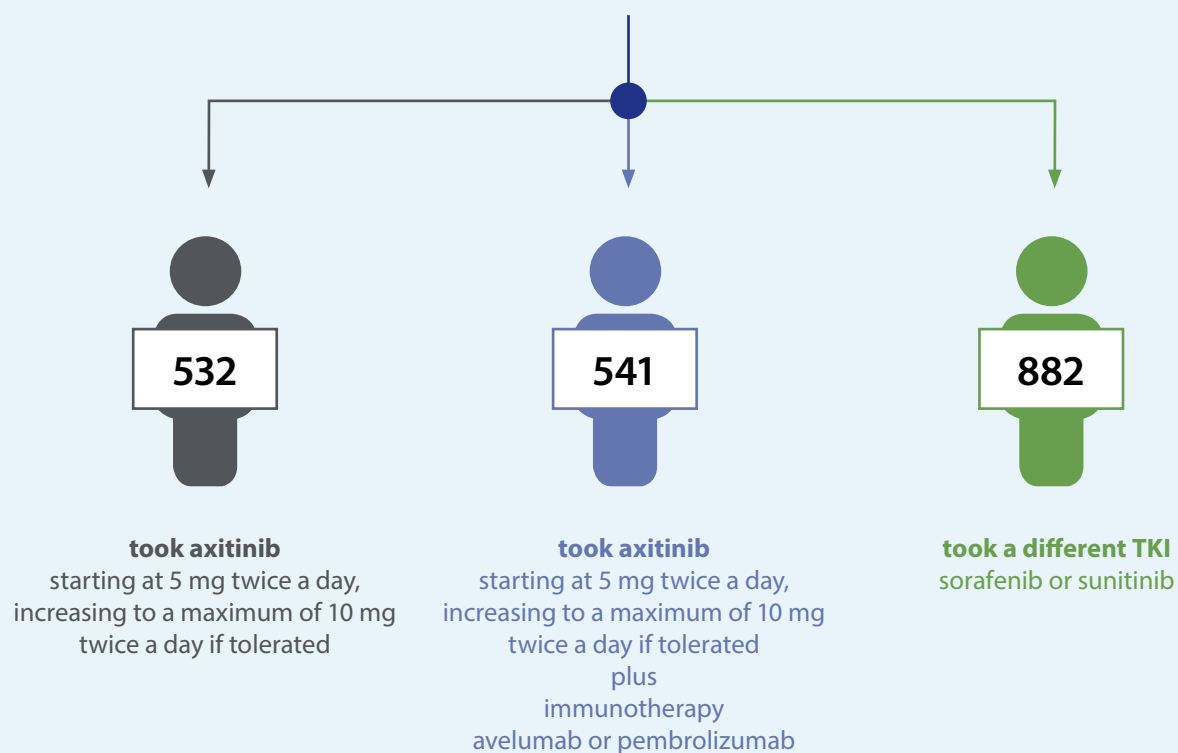 532
541
882
took axitinib
starting at 5 mg twice a day,
increasing to a maximum of 10 mg
twice a day if tolerated
took axitinib
starting at 5 mg twice a day,
increasing to a maximum of 10 mg
twice a day if tolerated
plus
immunotherapy
avelumab or pembrolizumab
took a different TKI
sorafenib or sunitinib